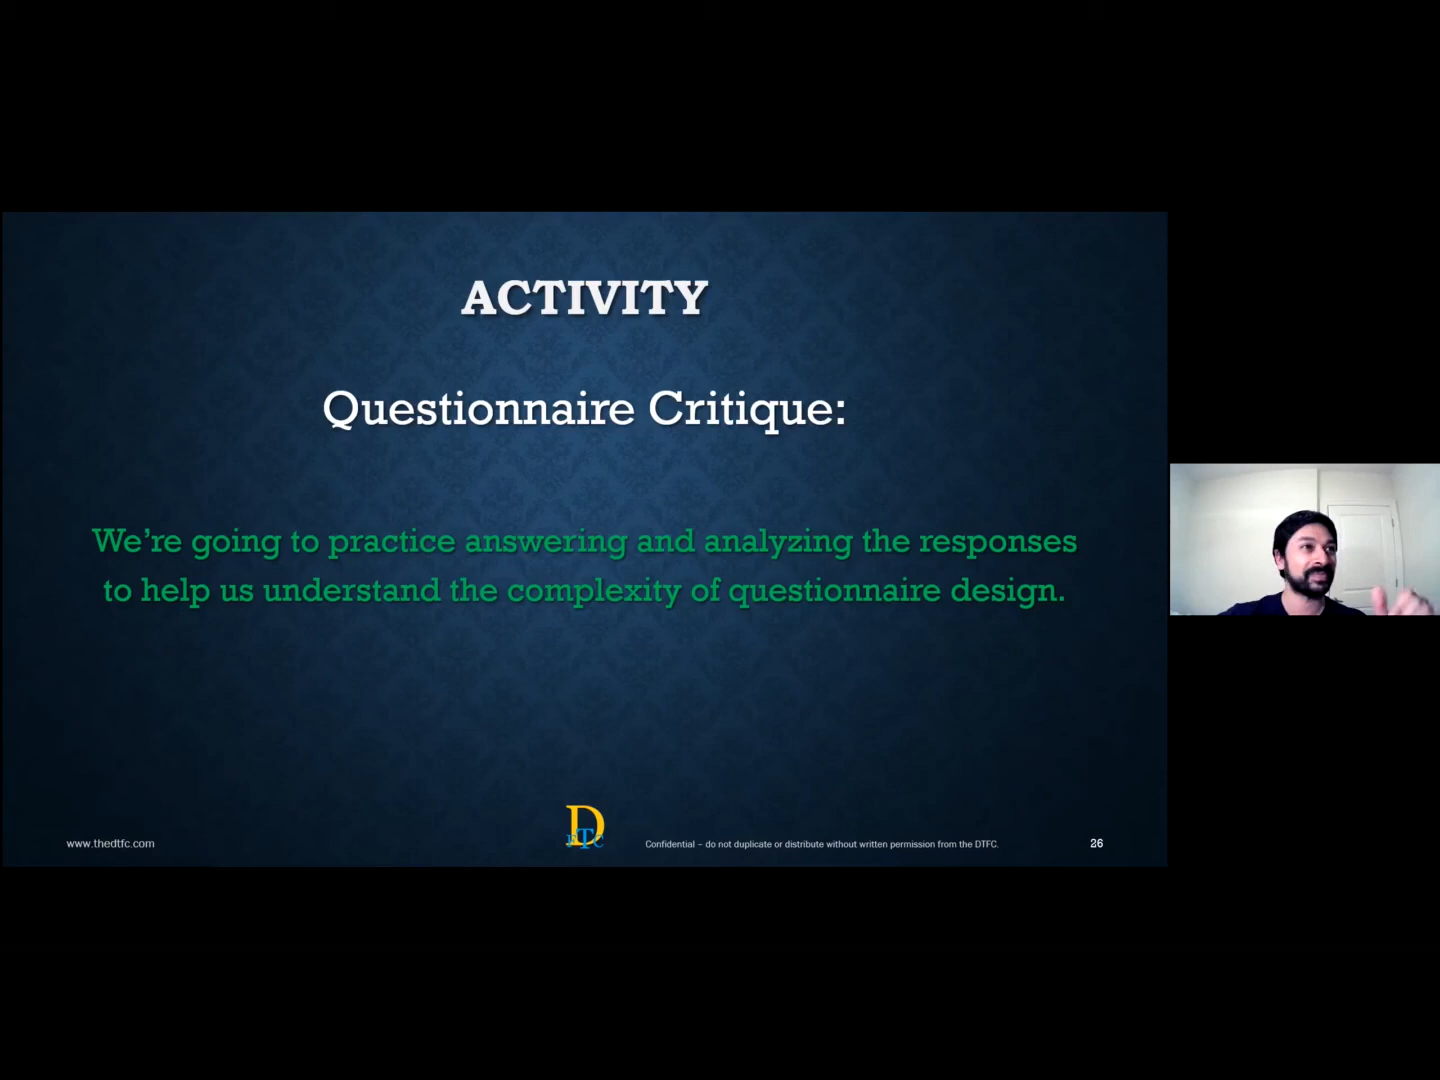 ACTIVITY
Questionnaire Critique:
We're going to practice answering and analyzing the responses
to help us understand the complexity of questionnaire design.
www.thedtfc.com
DTFC
Confidential – do not duplicate or distribute without written permission from the DTFC.
26